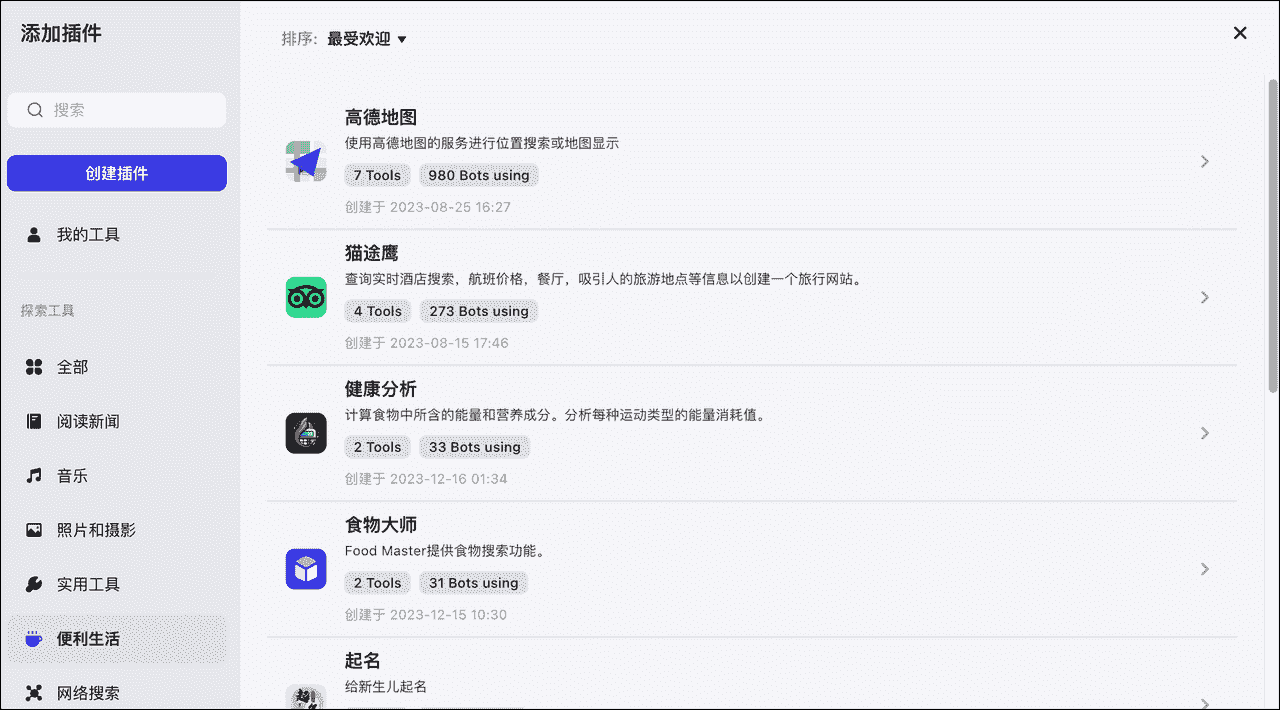 添加插件
搜索
创建插件
我的工具
探索工具
全部
阅读新闻
音乐
照片和摄影
实用工具
便利生活
网络搜索
排序: 最受欢迎
高德地图
使用高德地图的服务进行位置搜索或地图显示
7 Tools 980 Bots using
创建于 2023-08-25 16:27
猫途鹰
查询实时酒店搜索，航班价格，餐厅，吸引人的旅游地点等信息以创建一个旅行网站。
4 Tools 273 Bots using
创建于 2023-08-15 17:46
健康分析
计算食物中所含的能量和营养成分。分析每种运动类型的能量消耗值。
2 Tools 33 Bots using
创建于 2023-12-16 01:34
食物大师
Food Master提供食物搜索功能。
2 Tools 31 Bots using
创建于 2023-12-15 10:30
起名
给新生儿起名